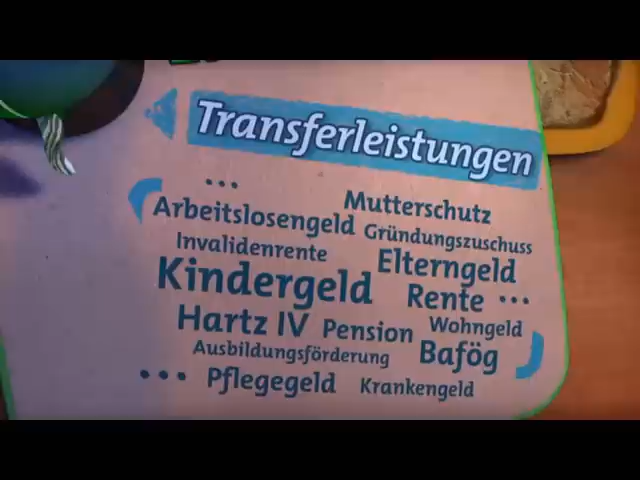 Transferleistungen
...
Mutterschutz
Arbeitslosengeld Gründungszuschuss
Invalidenrente Elterngeld
Kindergeld Rente ...
Hartz IV Pension Wohngeld
Ausbildungsförderung Bafög
... Pflegegeld Krankengeld